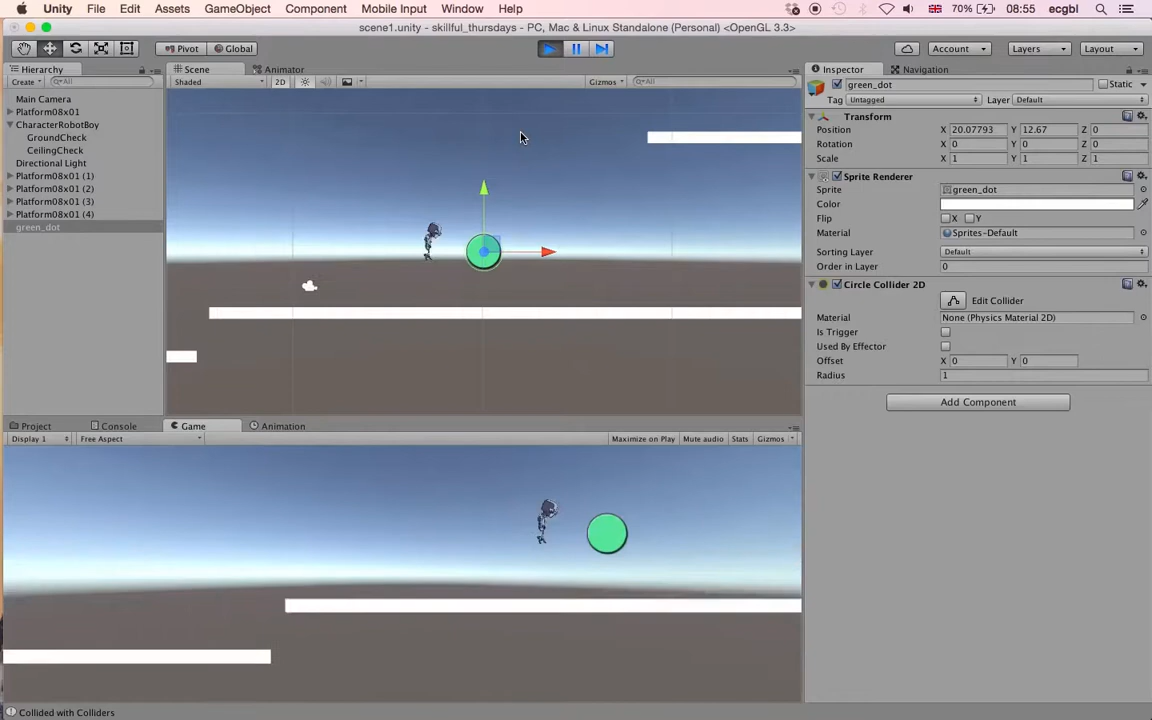 Unity File Edit Assets GameObject Component Mobile Input Window Help 70% 08:55 ecgbl
scene1.unity - skillful_thursdays - PC, Mac & Linux Standalone (Personal) <OpenGL 3.3>
Pivot Global Account Layers Layout
Hierarchy Scene Animator Inspector Navigation
Create All Shaded 2D Gizmos All green_dot Static
Main Camera Tag Untagged Layer Default
Platform08x01 Transform
CharacterRobotBoy Position X 20.07793 Y 12.67 Z 0
GroundCheck Rotation X 0 Y 0 Z 0
CeilingCheck Scale X 1 Y 1 Z 1
Directional Light
Platform08x01 (1) Sprite Renderer
Platform08x01 (2) Sprite green_dot
Platform08x01 (3) Color
Platform08x01 (4) Flip X Y
green_dot Material Sprites-Default
Sorting Layer Default
Order in Layer 0
Circle Collider 2D
Edit Collider
Material None (Physics Material 2D)
Is Trigger
Used By Effector
Offset X 0 Y 0
Radius 1
Add Component
Project Console Game Animation
Display 1 Free Aspect Maximize on Play Mute audio Stats Gizmos
Collided with Colliders